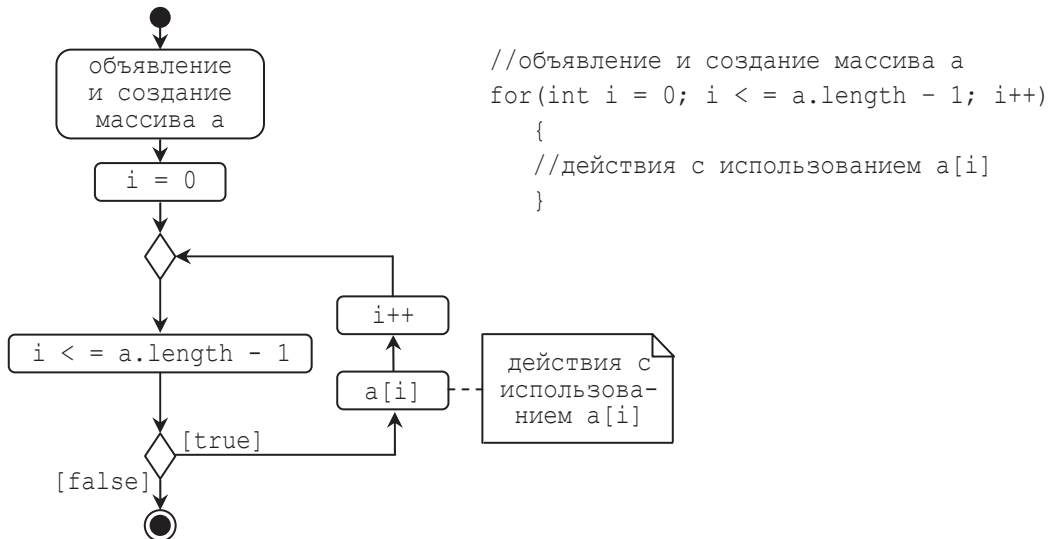 объявление
и создание
массива a
i = 0
i < = a.length - 1
[true]
[false]
i++
a[i]
действия с
использова-
нием a[i]
//объявление и создание массива a
for(int i = 0; i < = a.length – 1; i++)
{
//действия с использованием a[i]
}